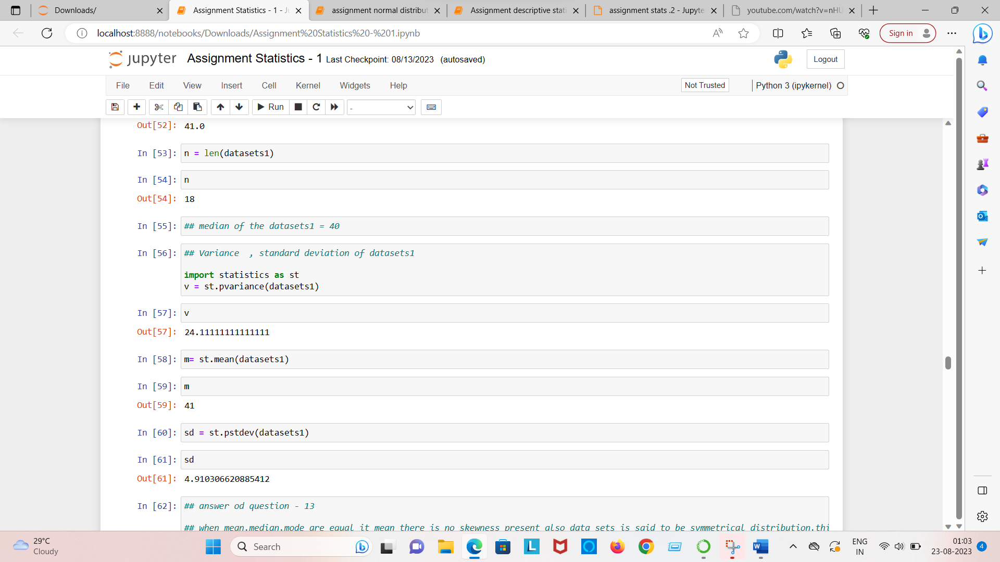 Downloads/
Assignment Statistics - 1 - Ju
assignment normal distribut
Assignment descriptive stati
assignment stats .2 - Jupyte
youtube.com/watch?v=nHU
localhost:8888/notebooks/Downloads/Assignment%20Statistics%20-%201.ipynb
Sign in
jupyter Assignment Statistics - 1 Last Checkpoint: 08/13/2023 (autosaved)
Logout
File Edit View Insert Cell Kernel Widgets Help
Not Trusted
Python 3 (ipykernel)
Run
-
Out[52]: 41.0
In [53]: n = len(datasets1)
In [54]: n
Out[54]: 18
In [55]: ## median of the datasets1 = 40
In [56]: ## Variance  , standard deviation of datasets1
import statistics as st
v = st.pvariance(datasets1)
In [57]: v
Out[57]: 24.11111111111111
In [58]: m= st.mean(datasets1)
In [59]: m
Out[59]: 41
In [60]: sd = st.pstdev(datasets1)
In [61]: sd
Out[61]: 4.910306620885412
In [62]: ## answer od question - 13
## when mean,median,mode are equal it mean there is no skewness present also data sets is said to be symmetrical distribution.thi
29°C
Cloudy
Search
ENG
IN
01:03
23-08-2023
4